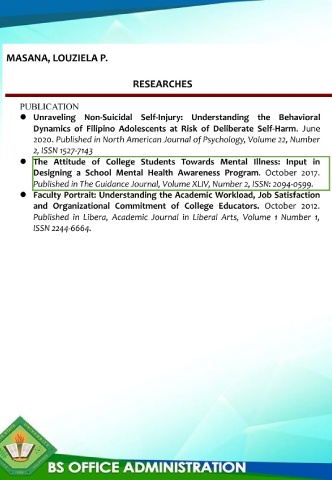 MASANA, LOUZIELA P.
RESEARCHES
PUBLICATION
● Unraveling Non-Suicidal Self-Injury: Understanding the Behavioral
Dynamics of Filipino Adolescents at Risk of Deliberate Self-Harm. June
2020. Published in North American Journal of Psychology, Volume 22, Number
2, ISSN 1527-7143
● The Attitude of College Students Towards Mental Illness: Input in
Designing a School Mental Health Awareness Program. October 2017.
Published in The Guidance Journal, Volume XLIV, Number 2, ISSN: 2094-0599.
● Faculty Portrait: Understanding the Academic Workload, Job Satisfaction
and Organizational Commitment of College Educators. October 2012.
Published in Libera, Academic Journal in Liberal Arts, Volume 1 Number 1,
ISSN 2244-6664.
BS OFFICE ADMINISTRATION